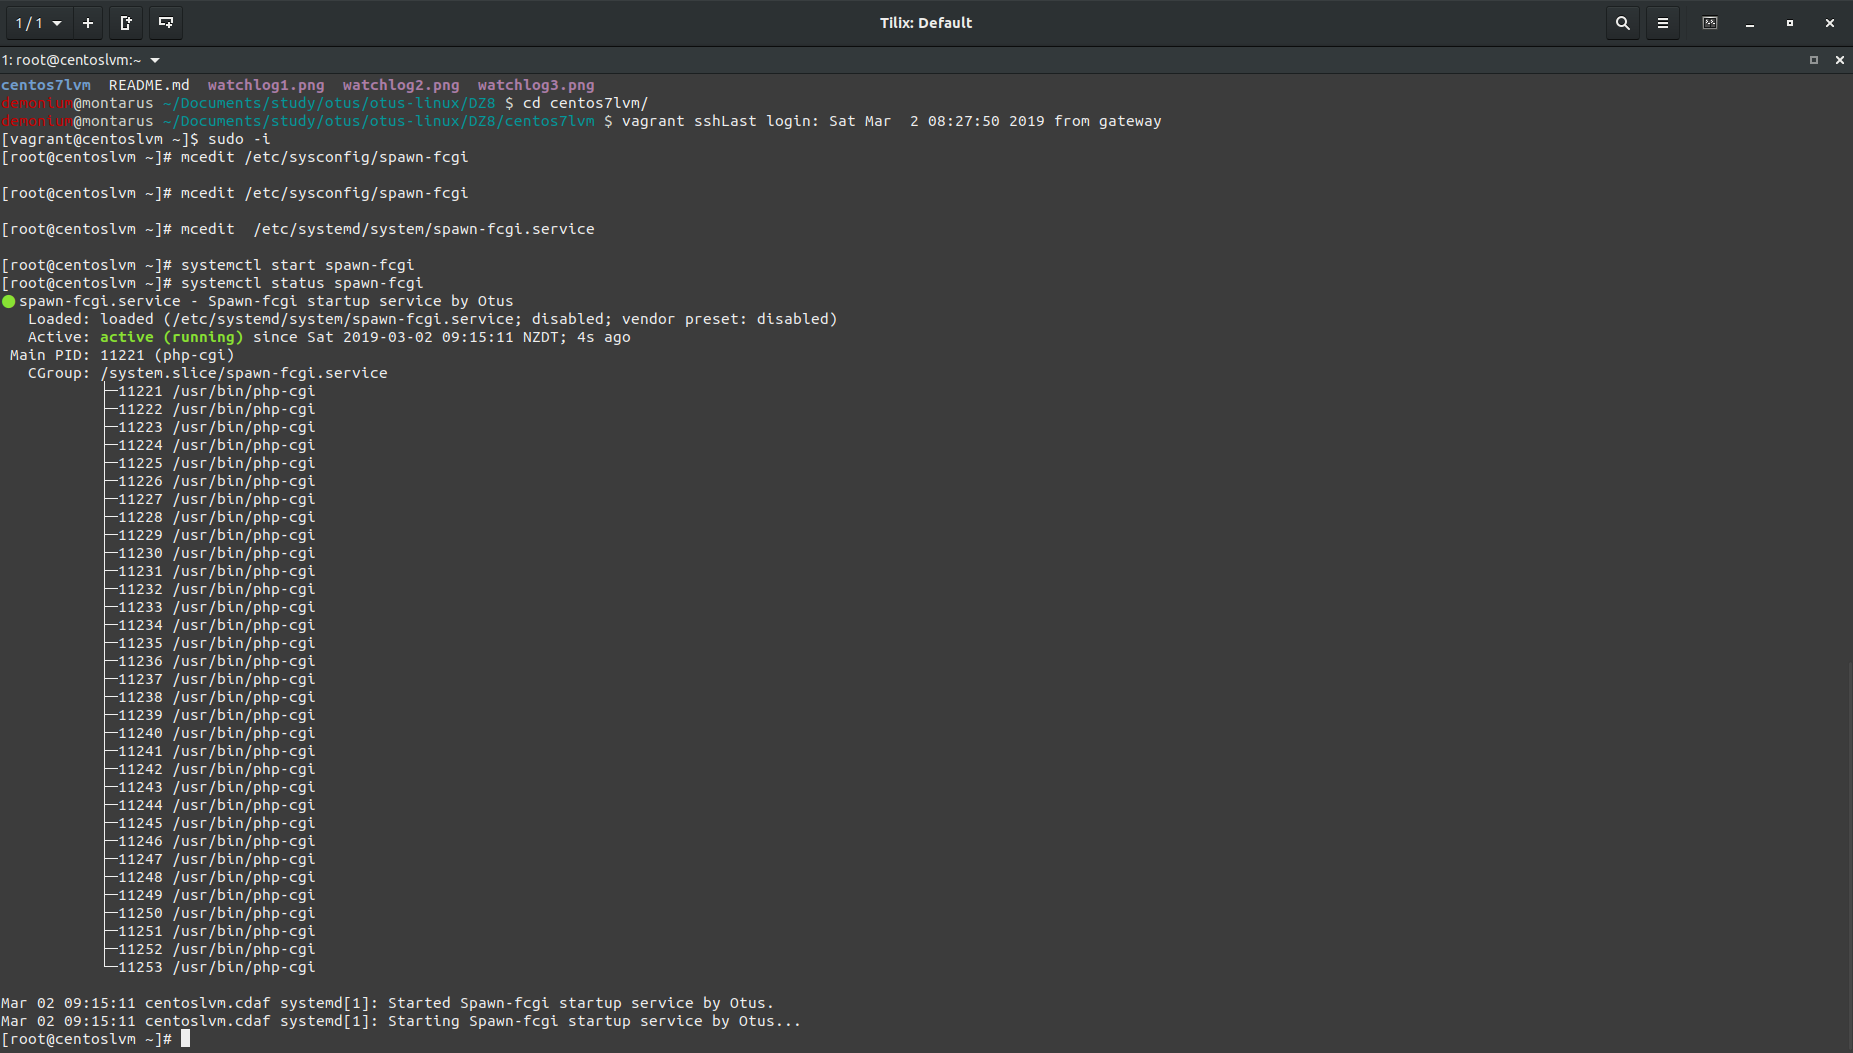 1 / 1
Tilix: Default
1: root@centoslvm:~
centos7lvm  README.md  watchlog1.png  watchlog2.png  watchlog3.png
demonium@montarus ~/Documents/study/otus/otus-linux/DZ8 $ cd centos7lvm/
demonium@montarus ~/Documents/study/otus/otus-linux/DZ8/centos7lvm $ vagrant sshLast login: Sat Mar  2 08:27:50 2019 from gateway
[vagrant@centoslvm ~]$ sudo -i
[root@centoslvm ~]# mcedit /etc/sysconfig/spawn-fcgi
[root@centoslvm ~]# mcedit /etc/sysconfig/spawn-fcgi
[root@centoslvm ~]# mcedit  /etc/systemd/system/spawn-fcgi.service
[root@centoslvm ~]# systemctl start spawn-fcgi
[root@centoslvm ~]# systemctl status spawn-fcgi
● spawn-fcgi.service - Spawn-fcgi startup service by Otus
   Loaded: loaded (/etc/systemd/system/spawn-fcgi.service; disabled; vendor preset: disabled)
   Active: active (running) since Sat 2019-03-02 09:15:11 NZDT; 4s ago
 Main PID: 11221 (php-cgi)
   CGroup: /system.slice/spawn-fcgi.service
           ├─11221 /usr/bin/php-cgi
           ├─11222 /usr/bin/php-cgi
           ├─11223 /usr/bin/php-cgi
           ├─11224 /usr/bin/php-cgi
           ├─11225 /usr/bin/php-cgi
           ├─11226 /usr/bin/php-cgi
           ├─11227 /usr/bin/php-cgi
           ├─11228 /usr/bin/php-cgi
           ├─11229 /usr/bin/php-cgi
           ├─11230 /usr/bin/php-cgi
           ├─11231 /usr/bin/php-cgi
           ├─11232 /usr/bin/php-cgi
           ├─11233 /usr/bin/php-cgi
           ├─11234 /usr/bin/php-cgi
           ├─11235 /usr/bin/php-cgi
           ├─11236 /usr/bin/php-cgi
           ├─11237 /usr/bin/php-cgi
           ├─11238 /usr/bin/php-cgi
           ├─11239 /usr/bin/php-cgi
           ├─11240 /usr/bin/php-cgi
           ├─11241 /usr/bin/php-cgi
           ├─11242 /usr/bin/php-cgi
           ├─11243 /usr/bin/php-cgi
           ├─11244 /usr/bin/php-cgi
           ├─11245 /usr/bin/php-cgi
           ├─11246 /usr/bin/php-cgi
           ├─11247 /usr/bin/php-cgi
           ├─11248 /usr/bin/php-cgi
           ├─11249 /usr/bin/php-cgi
           ├─11250 /usr/bin/php-cgi
           ├─11251 /usr/bin/php-cgi
           ├─11252 /usr/bin/php-cgi
           └─11253 /usr/bin/php-cgi
Mar 02 09:15:11 centoslvm.cdaf systemd[1]: Started Spawn-fcgi startup service by Otus.
Mar 02 09:15:11 centoslvm.cdaf systemd[1]: Starting Spawn-fcgi startup service by Otus...
[root@centoslvm ~]#